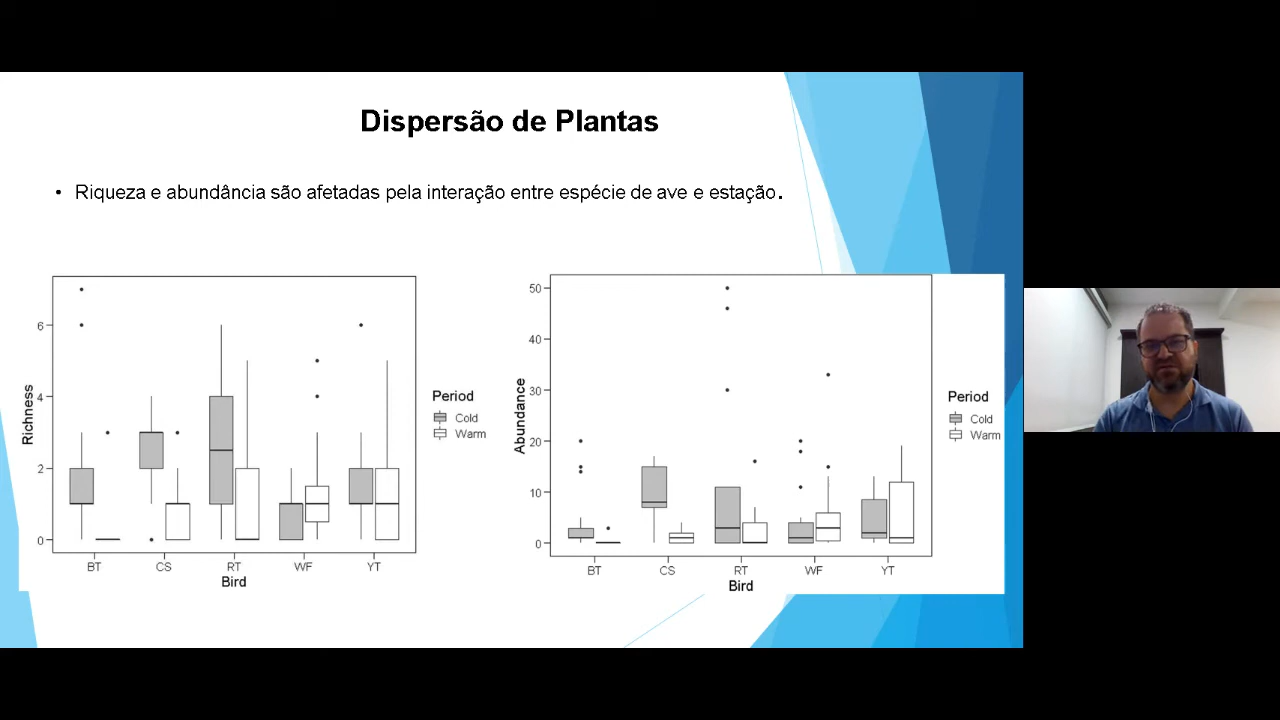 Dispersão de Plantas
• Riqueza e abundância são afetadas pela interação entre espécie de ave e estação.
Richness
6
4
2
0
BT CS RT WF YT
Bird
Period
Cold
Warm
Abundance
50
40
30
20
10
0
BT CS RT WF YT
Bird
Period
Cold
Warm